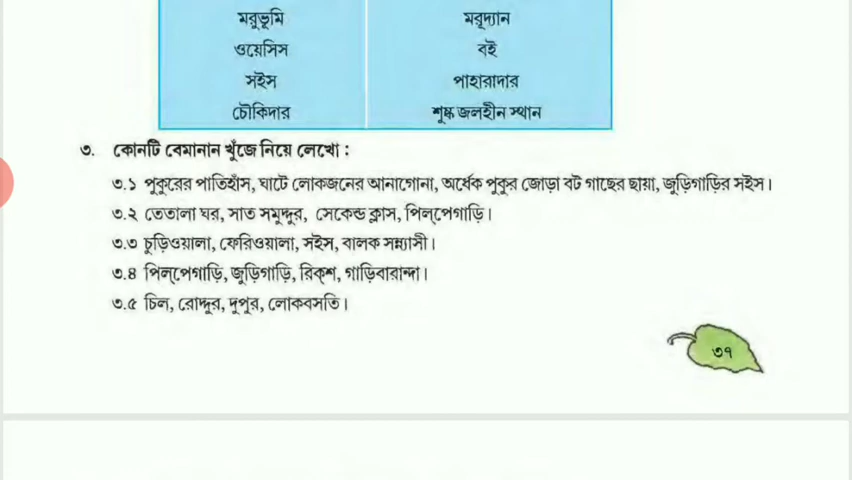 মরুভূমি মরূদ্যান
ওয়েসিস বই
সইস পাহারাদার
চৌকিদার শুষ্ক জলহীন স্থান
৩. কোনটি বেমানান খুঁজে নিয়ে লেখো :
৩.১ পুকুরের পাতিহাঁস, ঘাটে লোকজনের আনাগোনা, অর্ধেক পুকুর জোড়া বট গাছের ছায়া, জুড়িগাড়ির সইস।
৩.২ তেতালা ঘর, সাত সমুদ্দুর, সেকেন্ড ক্লাস, পিল্‌পেগাড়ি।
৩.৩ চুড়িওয়ালা, ফেরিওয়ালা, সইস, বালক সন্ন্যাসী।
৩.৪ পিল্‌পেগাড়ি, জুড়িগাড়ি, রিক্‌শ, গাড়িবারান্দা।
৩.৫ চিল, রোদ্দুর, দুপুর, লোকবসতি।
৩৭